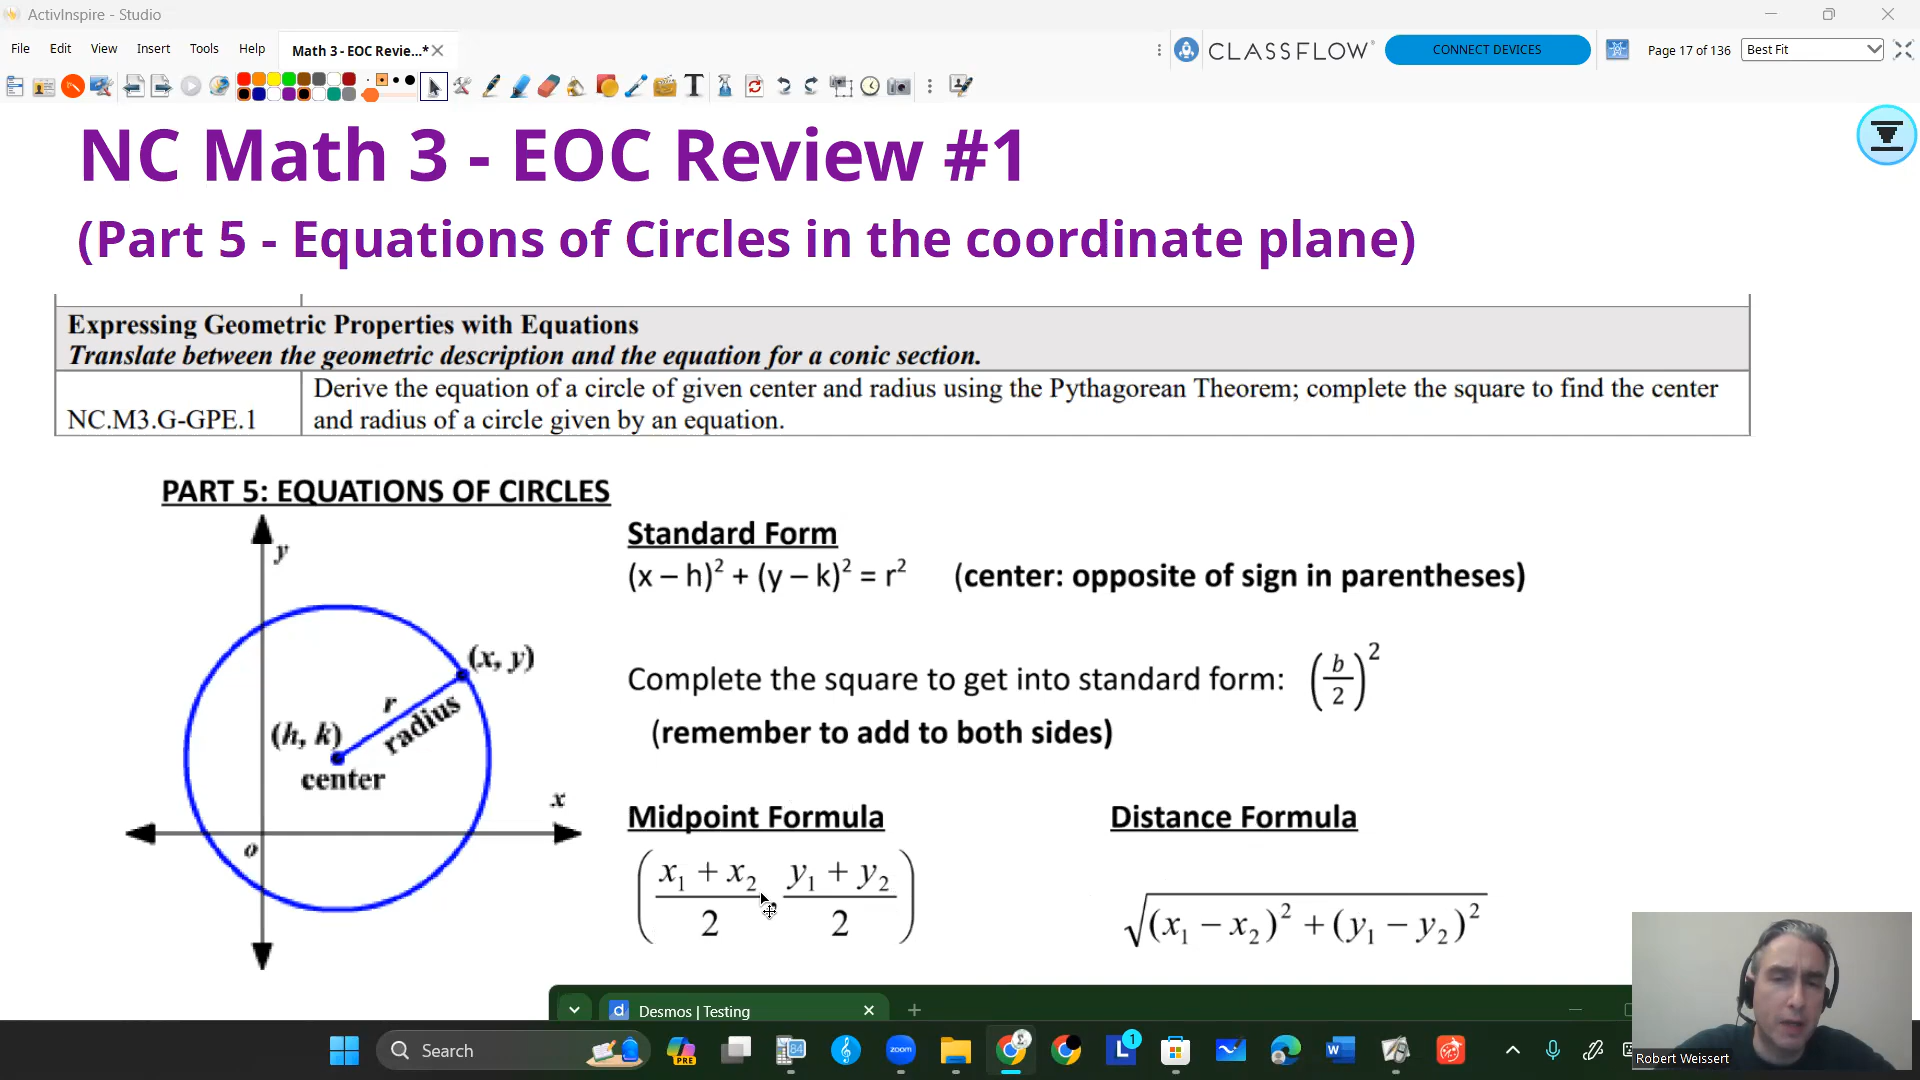 ActivInspire - Studio
File Edit View Insert Tools Help Math 3 - EOC Revie...* CLASSFLOW CONNECT DEVICES Page 17 of 136 Best Fit
NC Math 3 - EOC Review #1
(Part 5 - Equations of Circles in the coordinate plane)
Expressing Geometric Properties with Equations
Translate between the geometric description and the equation for a conic section.
NC.M3.G-GPE.1
Derive the equation of a circle of given center and radius using the Pythagorean Theorem; complete the square to find the center
and radius of a circle given by an equation.
PART 5: EQUATIONS OF CIRCLES
y
(x, y)
r
radius
(h, k)
center
x
o
Standard Form
(x – h)² + (y – k)² = r² (center: opposite of sign in parentheses)
Complete the square to get into standard form: (b/2)²
(remember to add to both sides)
Midpoint Formula
(x₁ + x₂ / 2, y₁ + y₂ / 2)
Distance Formula
√(x₁ − x₂)² + (y₁ − y₂)²
Desmos | Testing
Search PRE 84 zoom L 1 W
Robert Weissert